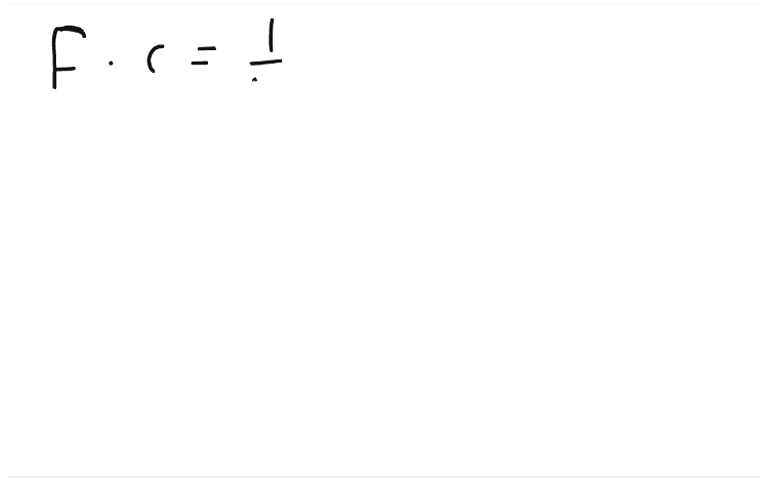 F · c = 1/